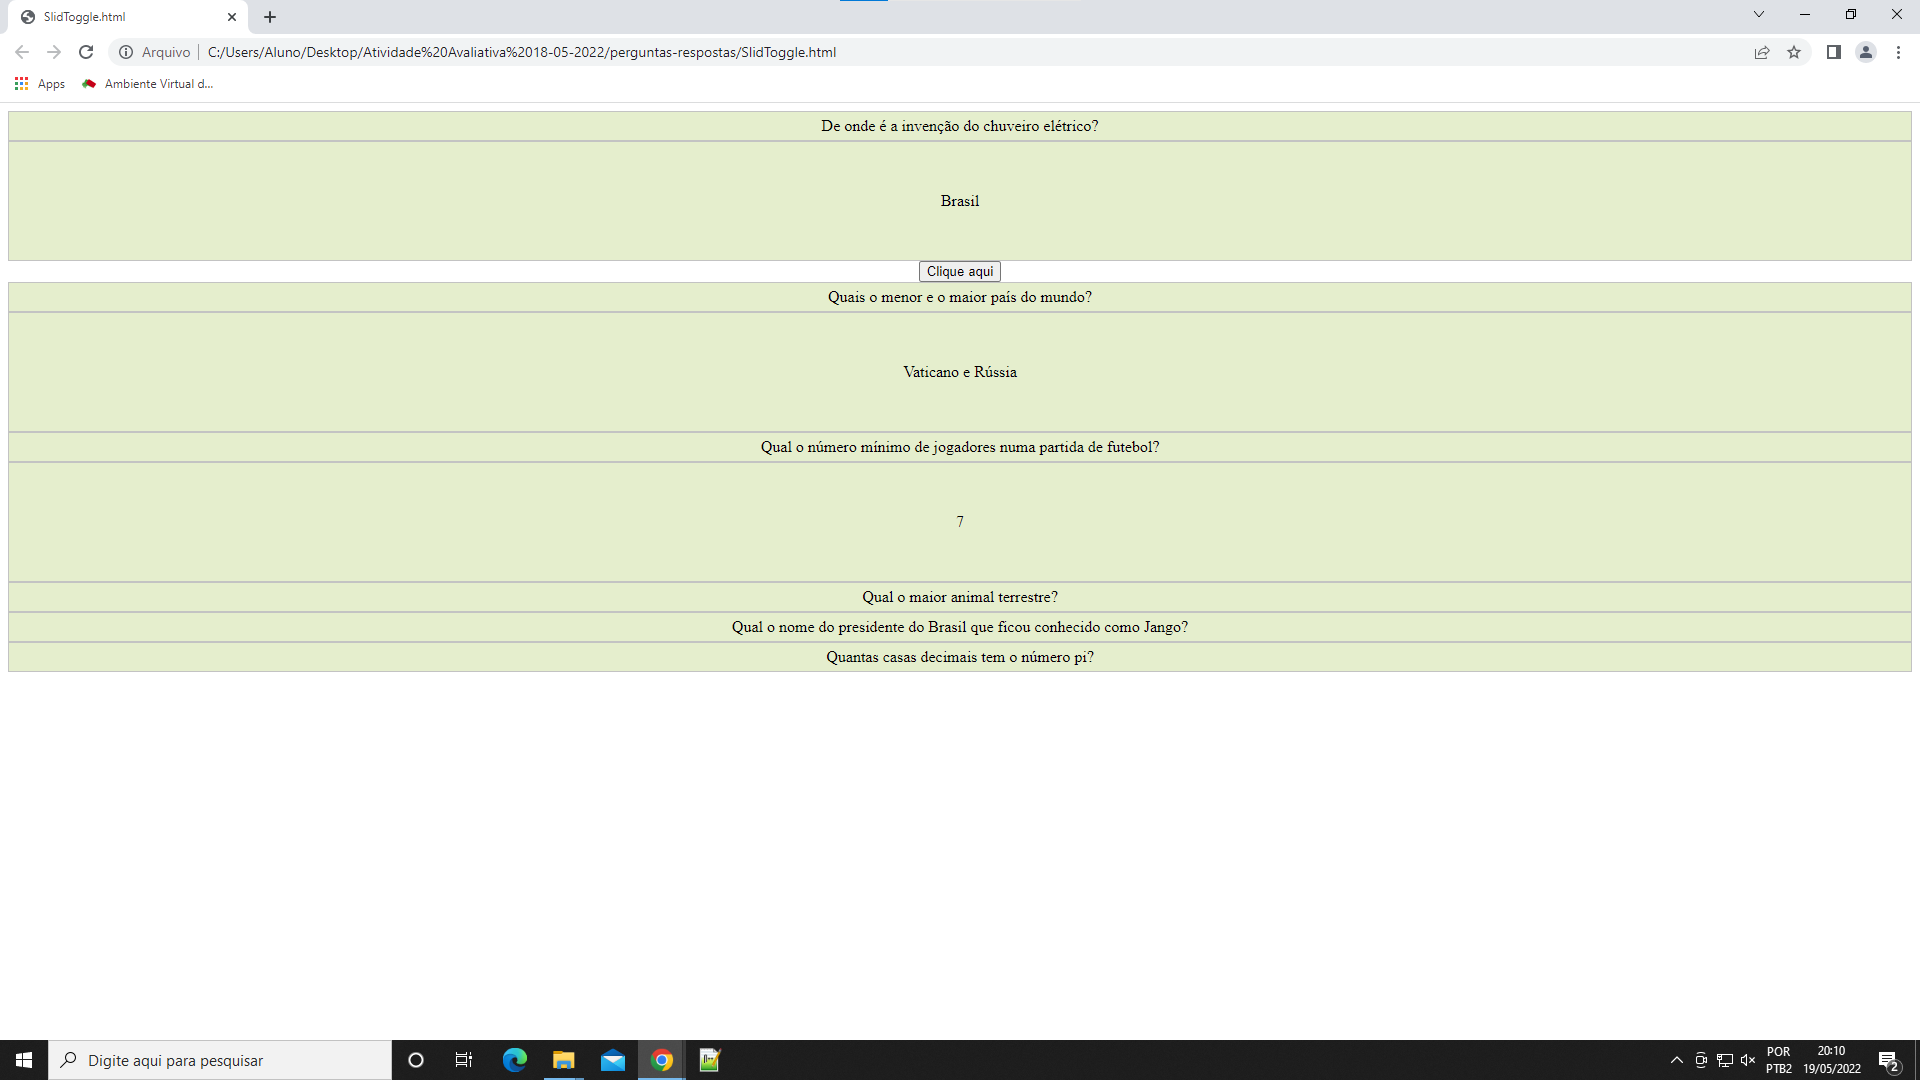 SlidToggle.html
Arquivo | C:/Users/Aluno/Desktop/Atividade%20Avaliativa%2018-05-2022/perguntas-respostas/SlidToggle.html
Apps Ambiente Virtual d...
De onde é a invenção do chuveiro elétrico?
Brasil
Clique aqui
Quais o menor e o maior país do mundo?
Vaticano e Rússia
Qual o número mínimo de jogadores numa partida de futebol?
7
Qual o maior animal terrestre?
Qual o nome do presidente do Brasil que ficou conhecido como Jango?
Quantas casas decimais tem o número pi?
Digite aqui para pesquisar
POR
PTB2
20:10
19/05/2022
2